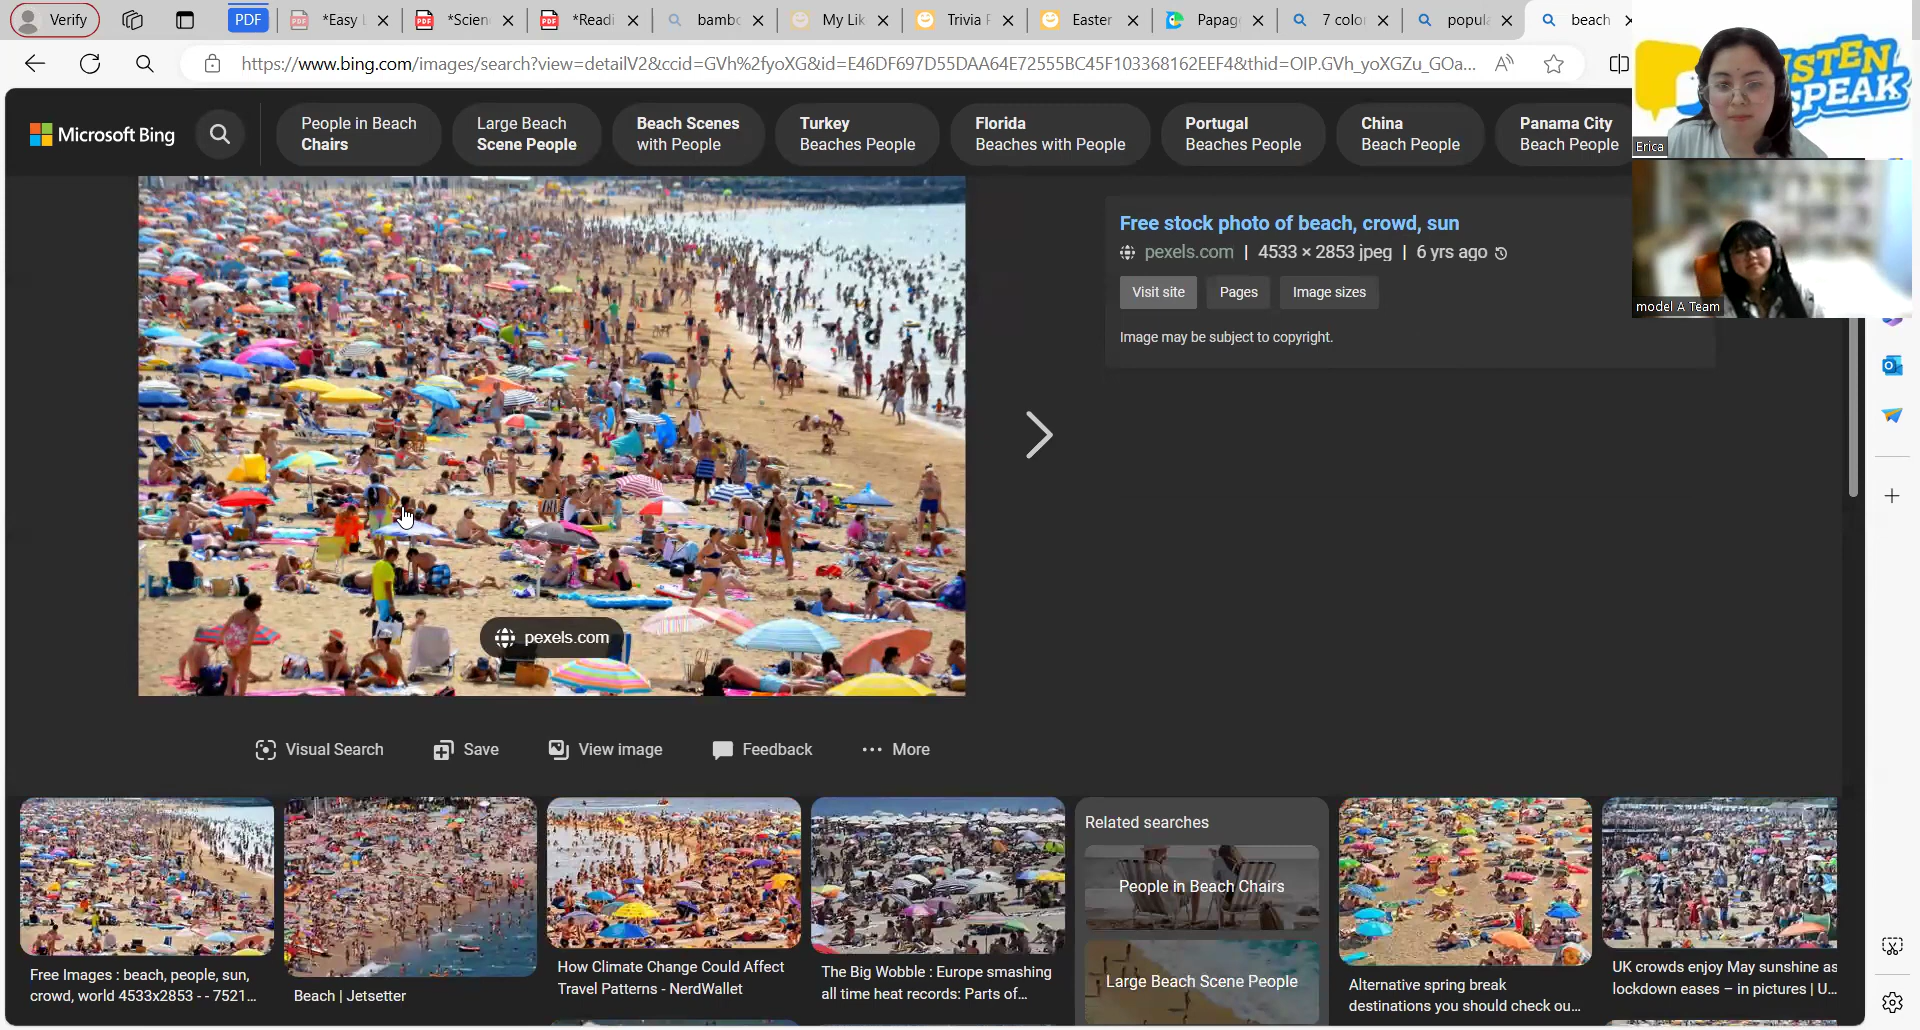 Verify
PDF
*Easy
*Scien
*Readi
bambo
My Lik
Trivia
Easter
Papag
7 color
popula
beach
https://www.bing.com/images/search?view=detailV2&ccid=GVh%2fyoXG&id=E46DF697D55DAA64E72555BC45F103368162EEF4&thid=OIP.GVh_yoXGZu_GOa...
Microsoft Bing
People in Beach
Chairs
Large Beach
Scene People
Beach Scenes
with People
Turkey
Beaches People
Florida
Beaches with People
Portugal
Beaches People
China
Beach People
Panama City
Beach People
ISTEN
SPEAK
Erica
model A Team
Free stock photo of beach, crowd, sun
pexels.com | 4533 × 2853 jpeg | 6 yrs ago
Visit site
Pages
Image sizes
Image may be subject to copyright.
pexels.com
Visual Search
Save
View image
Feedback
More
Free Images : beach, people, sun,
crowd, world 4533x2853 - - 7521...
Beach | Jetsetter
How Climate Change Could Affect
Travel Patterns - NerdWallet
The Big Wobble : Europe smashing
all time heat records: Parts of...
Related searches
People in Beach Chairs
Large Beach Scene People
Alternative spring break
destinations you should check ou...
UK crowds enjoy May sunshine as
lockdown eases – in pictures | U...